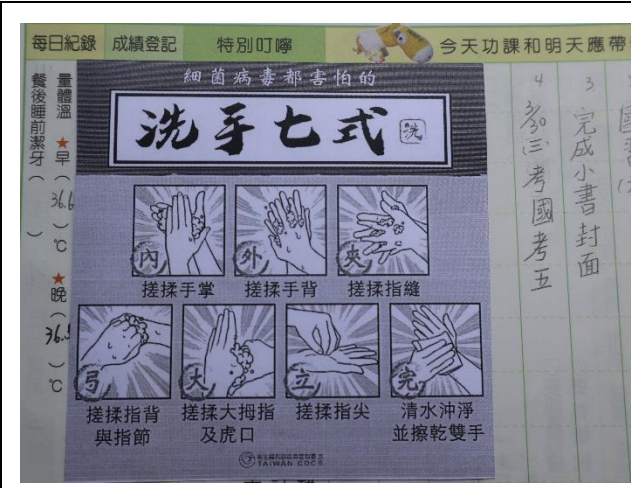 每日紀錄 成績登記 特別叮嚀 今天功課和明天應帶
量體溫 ★早(36.6)℃ ★晚(36.5)℃
餐後睡前潔牙( )
細菌病毒都害怕的
洗手七式 洗
內 外 夾
搓揉手掌 搓揉手背 搓揉指縫
弓 大 立 完
搓揉指背 搓揉大拇指 搓揉指尖 清水沖淨
與指節 及虎口 並擦乾雙手
TAIWAN CDC
3 完成小書封面
4 考國考五